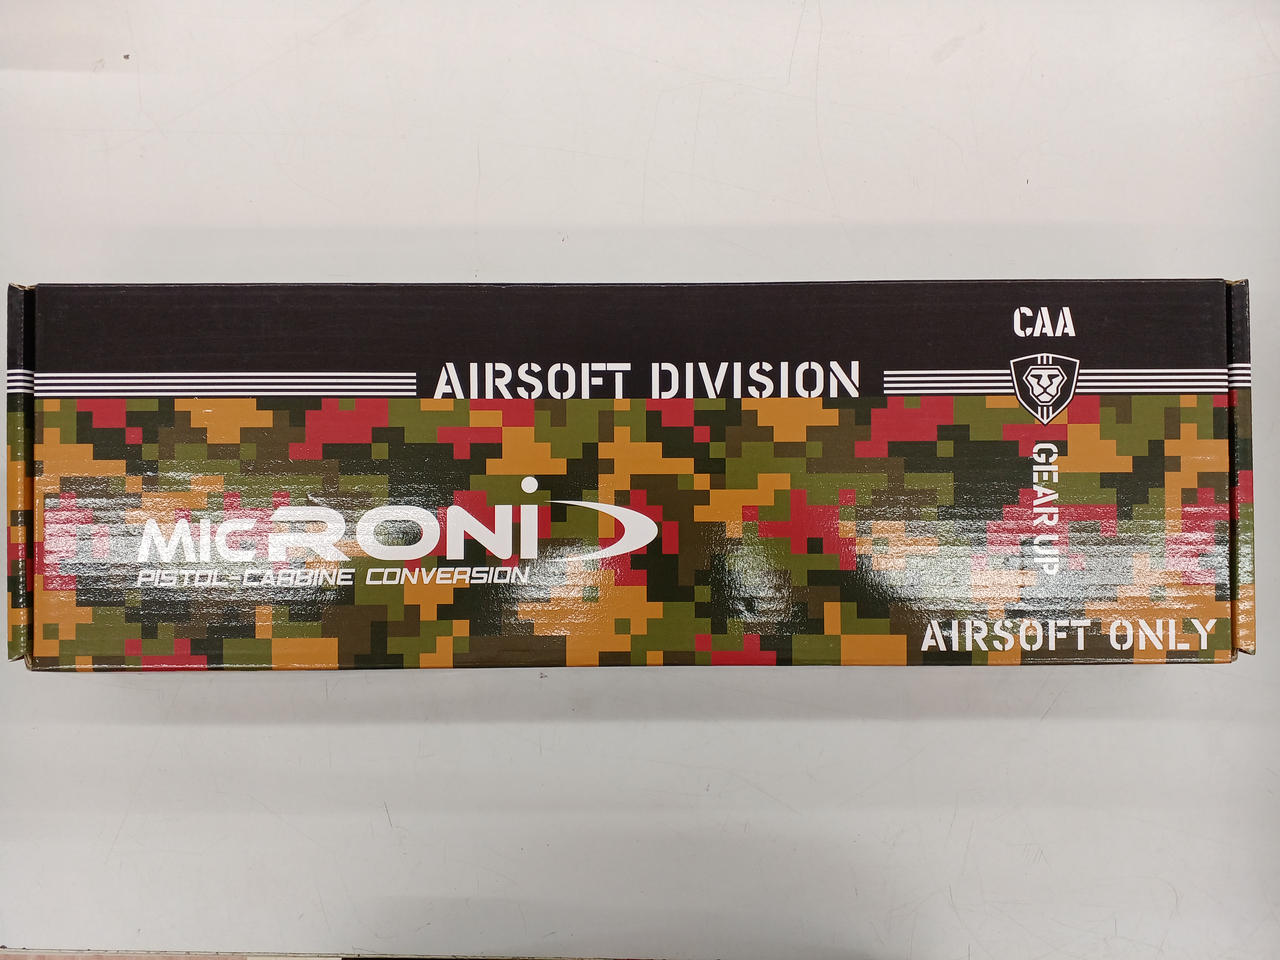 CAA
AIRSOFT DIVISION
GEAR UP
MICRONI
PISTOL-CARBINE CONVERSION
AIRSOFT ONLY